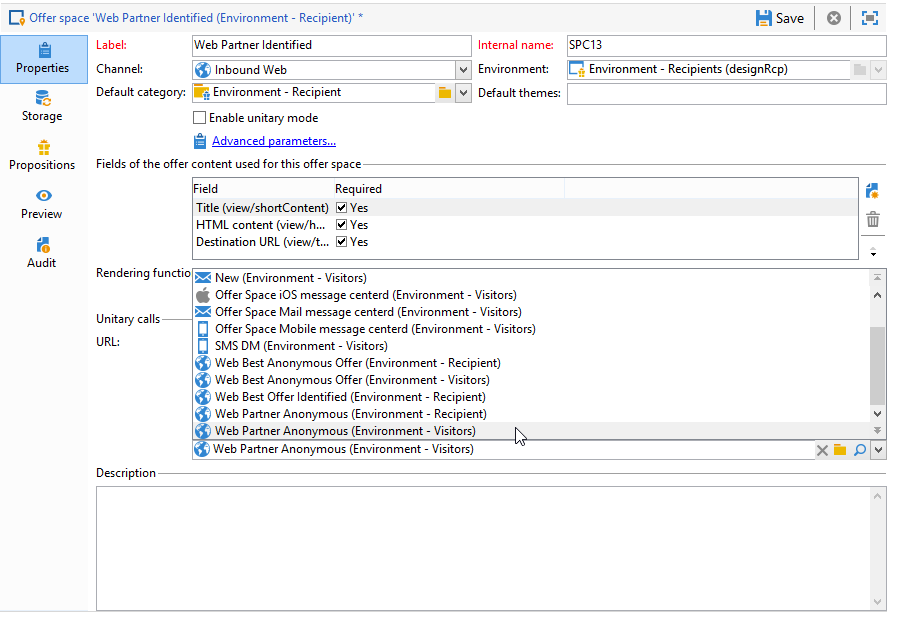 Offer space 'Web Partner Identified (Environment - Recipient)' *
Save
Properties
Storage
Propositions
Preview
Audit
Label: Web Partner Identified Internal name: SPC13
Channel: Inbound Web Environment: Environment - Recipients (designRcp)
Default category: Environment - Recipient Default themes:
Enable unitary mode
Advanced parameters...
Fields of the offer content used for this offer space
Field Required
Title (view/shortContent) Yes
HTML content (view/h... Yes
Destination URL (view/t... Yes
Rendering functio
New (Environment - Visitors)
Offer Space iOS message centerd (Environment - Visitors)
Offer Space Mail message centerd (Environment - Visitors)
Unitary calls
Offer Space Mobile message centerd (Environment - Visitors)
URL:
SMS DM (Environment - Visitors)
Web Best Anonymous Offer (Environment - Recipient)
Web Best Anonymous Offer (Environment - Visitors)
Web Best Offer Identified (Environment - Recipient)
Web Partner Anonymous (Environment - Recipient)
Web Partner Anonymous (Environment - Visitors)
Web Partner Anonymous (Environment - Visitors)
Description